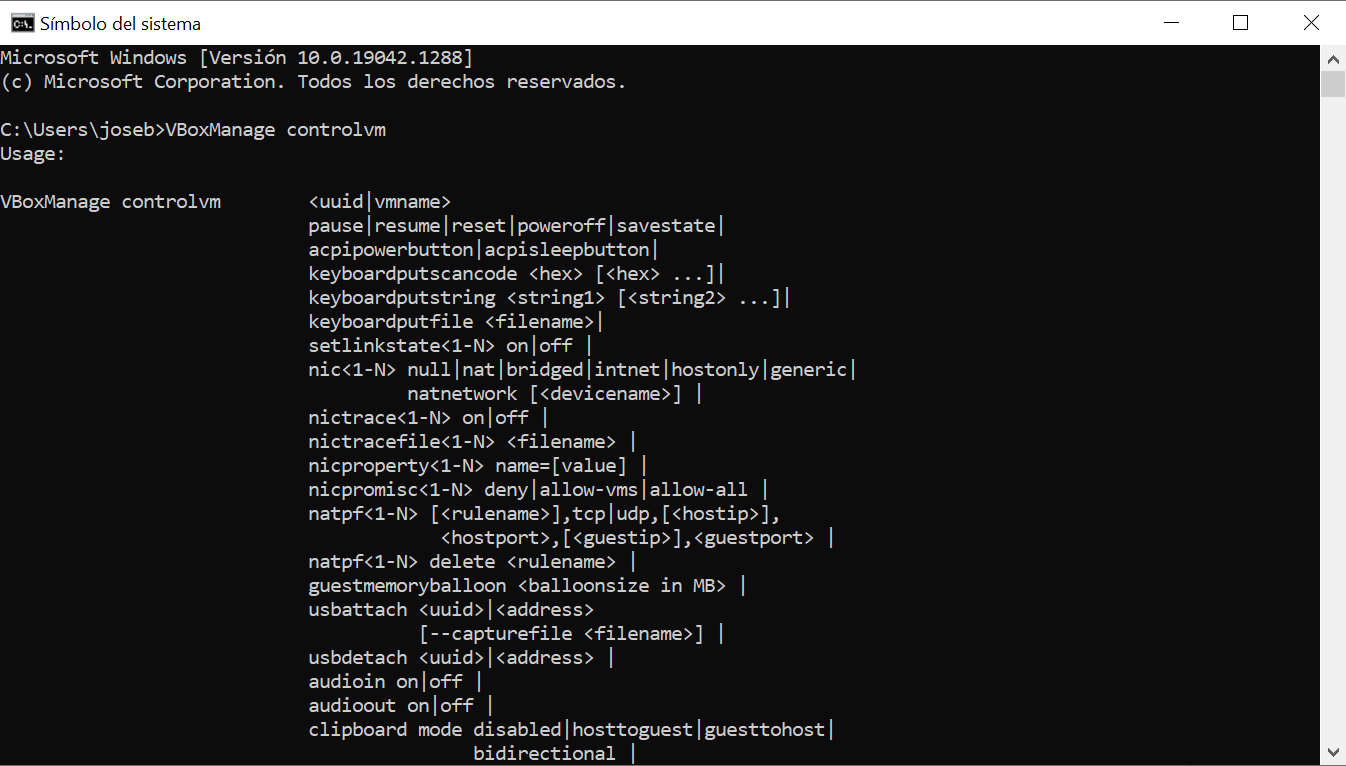 Símbolo del sistema
Microsoft Windows [Versión 10.0.19042.1288]
(c) Microsoft Corporation. Todos los derechos reservados.
C:\Users\joseb>VBoxManage controlvm
Usage:
VBoxManage controlvm        <uuid|vmname>
pause|resume|reset|poweroff|savestate|
acpipowerbutton|acpisleepbutton|
keyboardputscancode <hex> [<hex> ...]|
keyboardputstring <string1> [<string2> ...]|
keyboardputfile <filename>|
setlinkstate<1-N> on|off |
nic<1-N> null|nat|bridged|intnet|hostonly|generic|
natnetwork [<devicename>] |
nictrace<1-N> on|off |
nictracefile<1-N> <filename> |
nicproperty<1-N> name=[value] |
nicpromisc<1-N> deny|allow-vms|allow-all |
natpf<1-N> [<rulename>],tcp|udp,[<hostip>],
<hostport>,[<guestip>],<guestport> |
natpf<1-N> delete <rulename> |
guestmemoryballoon <balloonsize in MB> |
usbattach <uuid>|<address>
[--capturefile <filename>] |
usbdetach <uuid>|<address> |
audioin on|off |
audioout on|off |
clipboard mode disabled|hosttoguest|guesttohost|
bidirectional |